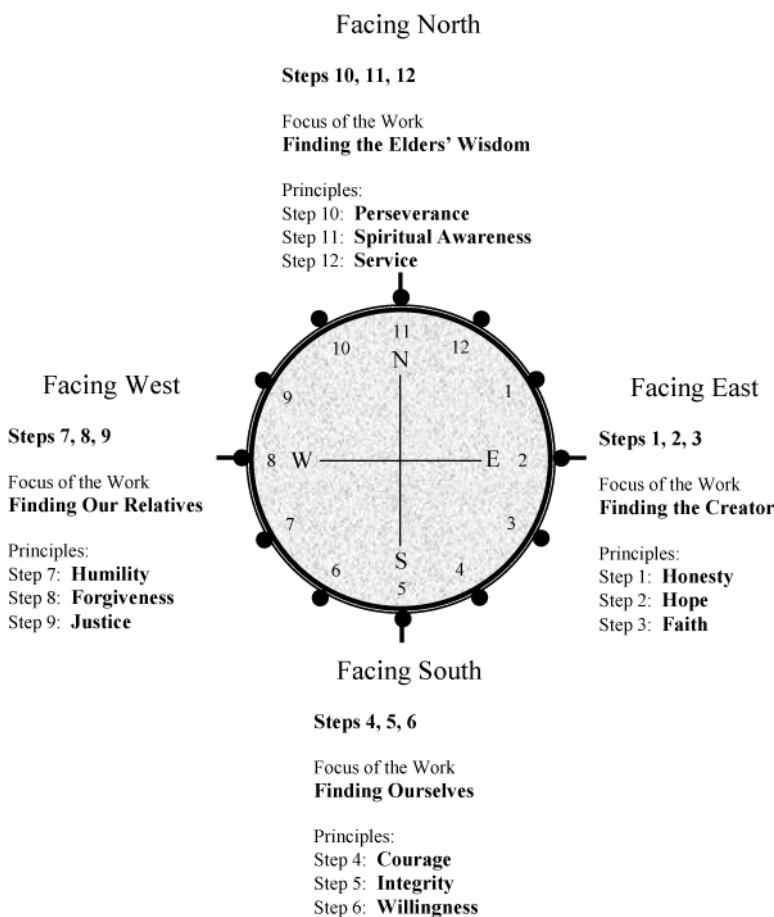 Facing North
Steps 10, 11, 12
Focus of the Work
Finding the Elders' Wisdom
Principles:
Step 10: Perseverance
Step 11: Spiritual Awareness
Step 12: Service
11
10
12
N
9
1
8
W
E
2
7
3
S
6
4
5
Facing West
Steps 7, 8, 9
Focus of the Work
Finding Our Relatives
Principles:
Step 7: Humility
Step 8: Forgiveness
Step 9: Justice
Facing East
Steps 1, 2, 3
Focus of the Work
Finding the Creator
Principles:
Step 1: Honesty
Step 2: Hope
Step 3: Faith
Facing South
Steps 4, 5, 6
Focus of the Work
Finding Ourselves
Principles:
Step 4: Courage
Step 5: Integrity
Step 6: Willingness